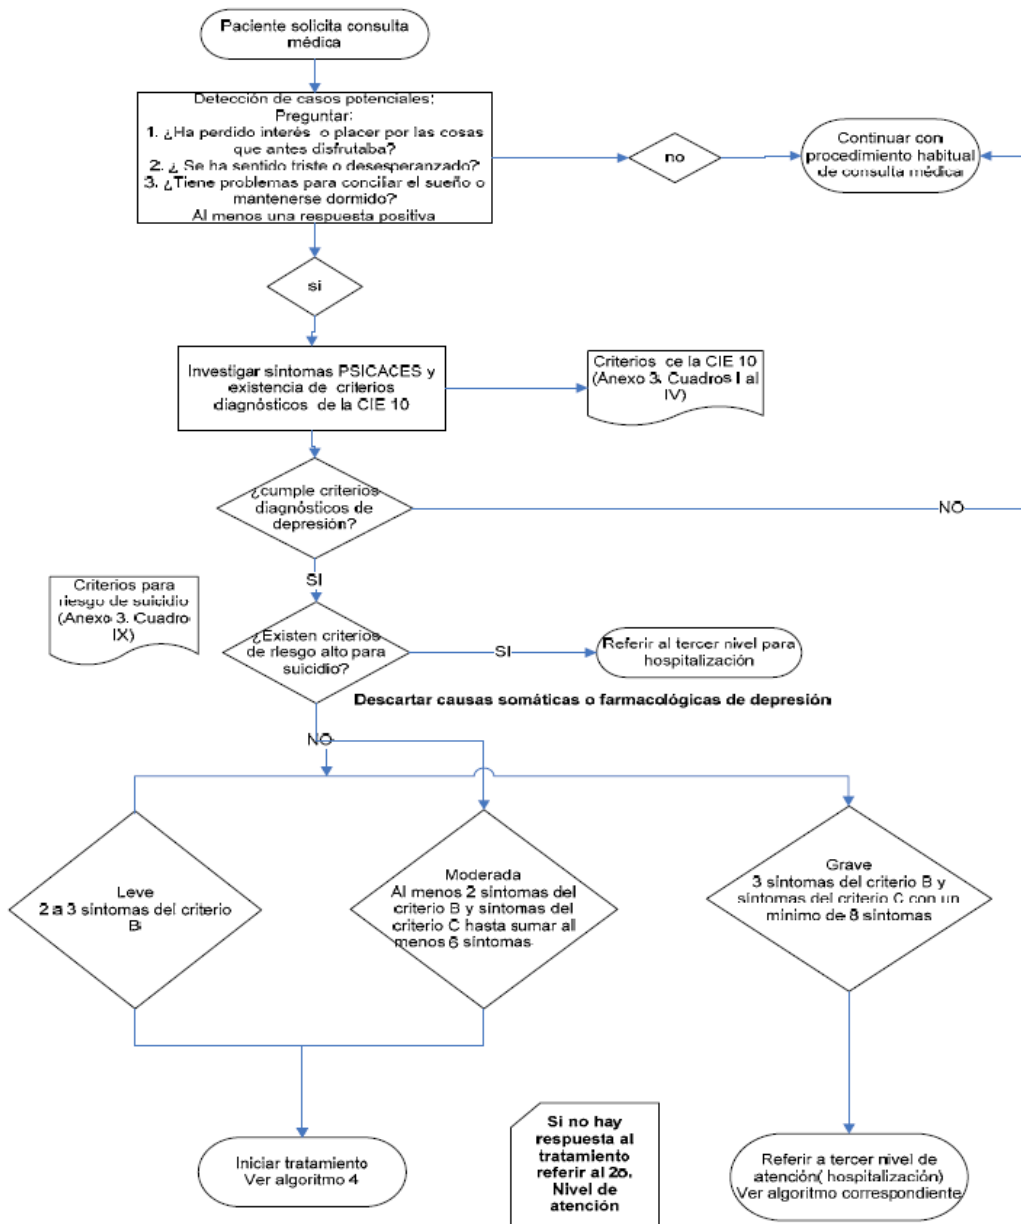 Paciente solicita consulta
médica
Detección de casos potenciales:
Preguntar:
1. ¿Ha perdido interés o placer por las cosas
que antes disfrutaba?
2. ¿ Se ha sentido triste o desesperanzado?
3. ¿Tiene problemas para conciliar el sueño o
mantenerse dormido?
Al menos una respuesta positiva
no
Continuar con
procedimiento habitual
de consulta médica
si
Investigar síntomas PSICACES y
existencia de criterios
diagnósticos de la CIE 10
Criterios ce la CIE 10
(Anexo 3. Cuadros I al
IV)
¿cumple criterios
diagnósticos de
depresión?
NO
SI
Criterios para
riesgo de suicidio
(Anexo 3. Cuadro
IX)
¿Existen criterios
de riesgo alto para
suicidio?
SI
Referir al tercer nivel para
hospitalización
Descartar causas somáticas o farmacológicas de depresión
NO
Leve
2 a 3 síntomas del criterio
B
Moderada
Al menos 2 síntomas del
criterio B y síntomas del
criterio C hasta sumar al
menos 6 síntomas
Grave
3 síntomas del criterio B y
síntomas del criterio C con un
mínimo de 8 síntomas
Iniciar tratamiento
Ver algoritmo 4
Si no hay
respuesta al
tratamiento
referir al 2o.
Nivel de
atención
Referir a tercer nivel de
atención( hospitalización)
Ver algoritmo correspondiente